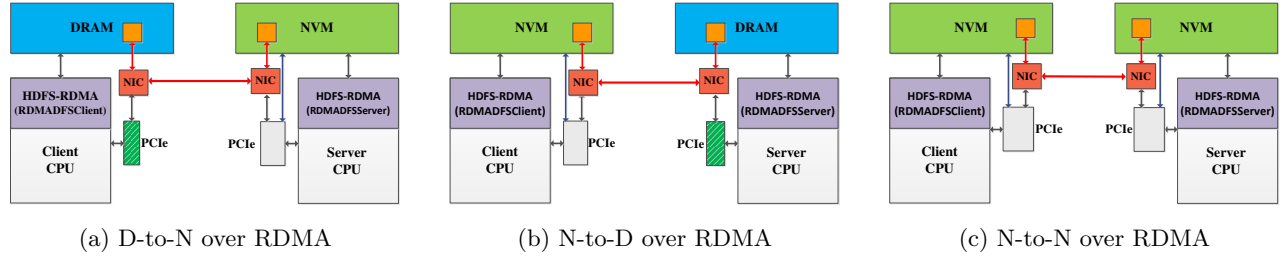 DRAM
NVM
NIC
NIC
HDFS-RDMA
(RDMADFSClient)
HDFS-RDMA
(RDMADFSServer)
PCIe
PCIe
Client
CPU
Server
CPU
(a) D-to-N over RDMA
NVM
DRAM
NIC
NIC
HDFS-RDMA
(RDMADFSClient)
HDFS-RDMA
(RDMADFSServer)
PCIe
PCIe
Client
CPU
Server
CPU
(b) N-to-D over RDMA
NVM
NVM
NIC
NIC
HDFS-RDMA
(RDMADFSClient)
HDFS-RDMA
(RDMADFSServer)
PCIe
PCIe
Client
CPU
Server
CPU
(c) N-to-N over RDMA